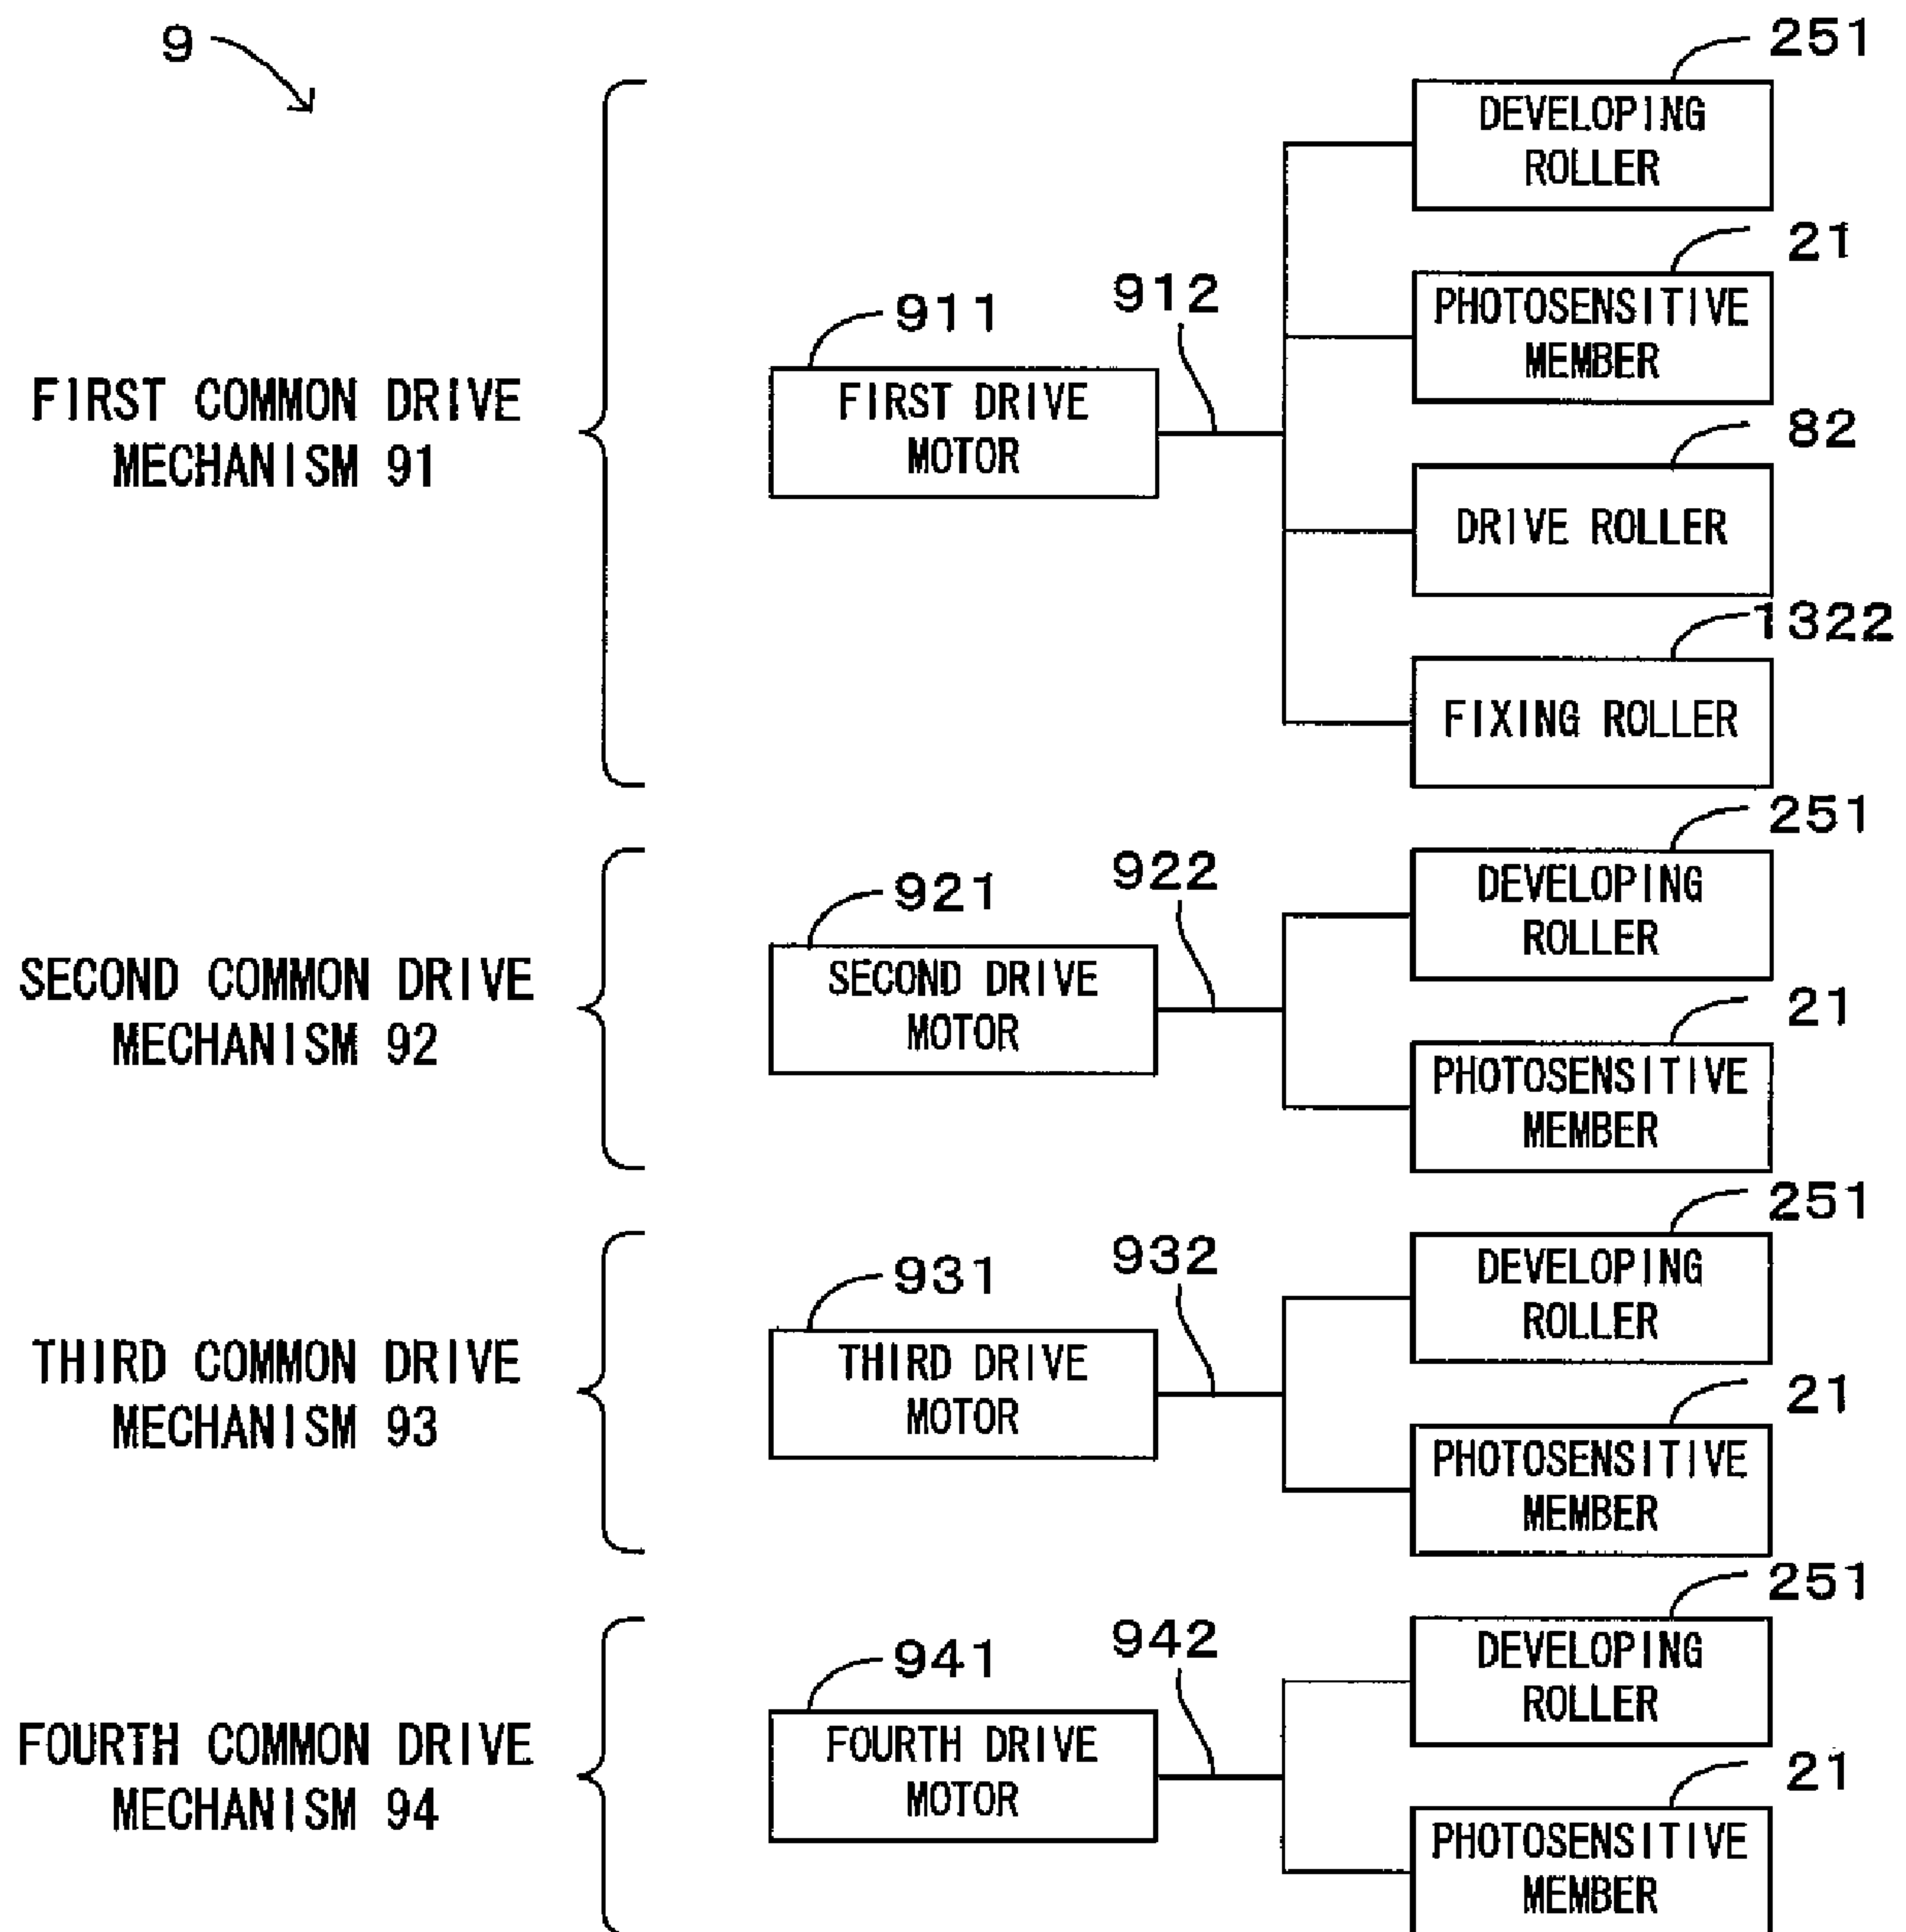 9
FIRST COMMON DRIVE
MECHANISM 91
911
FIRST DRIVE
MOTOR
912
251
DEVELOPING
ROLLER
21
PHOTOSENSITIVE
MEMBER
82
DRIVE ROLLER
1322
FIXING ROLLER
SECOND COMMON DRIVE
MECHANISM 92
921
SECOND DRIVE
MOTOR
922
251
DEVELOPING
ROLLER
21
PHOTOSENSITIVE
MEMBER
THIRD COMMON DRIVE
MECHANISM 93
931
THIRD DRIVE
MOTOR
932
251
DEVELOPING
ROLLER
21
PHOTOSENSITIVE
MEMBER
FOURTH COMMON DRIVE
MECHANISM 94
941
FOURTH DRIVE
MOTOR
942
251
DEVELOPING
ROLLER
21
PHOTOSENSITIVE
MEMBER